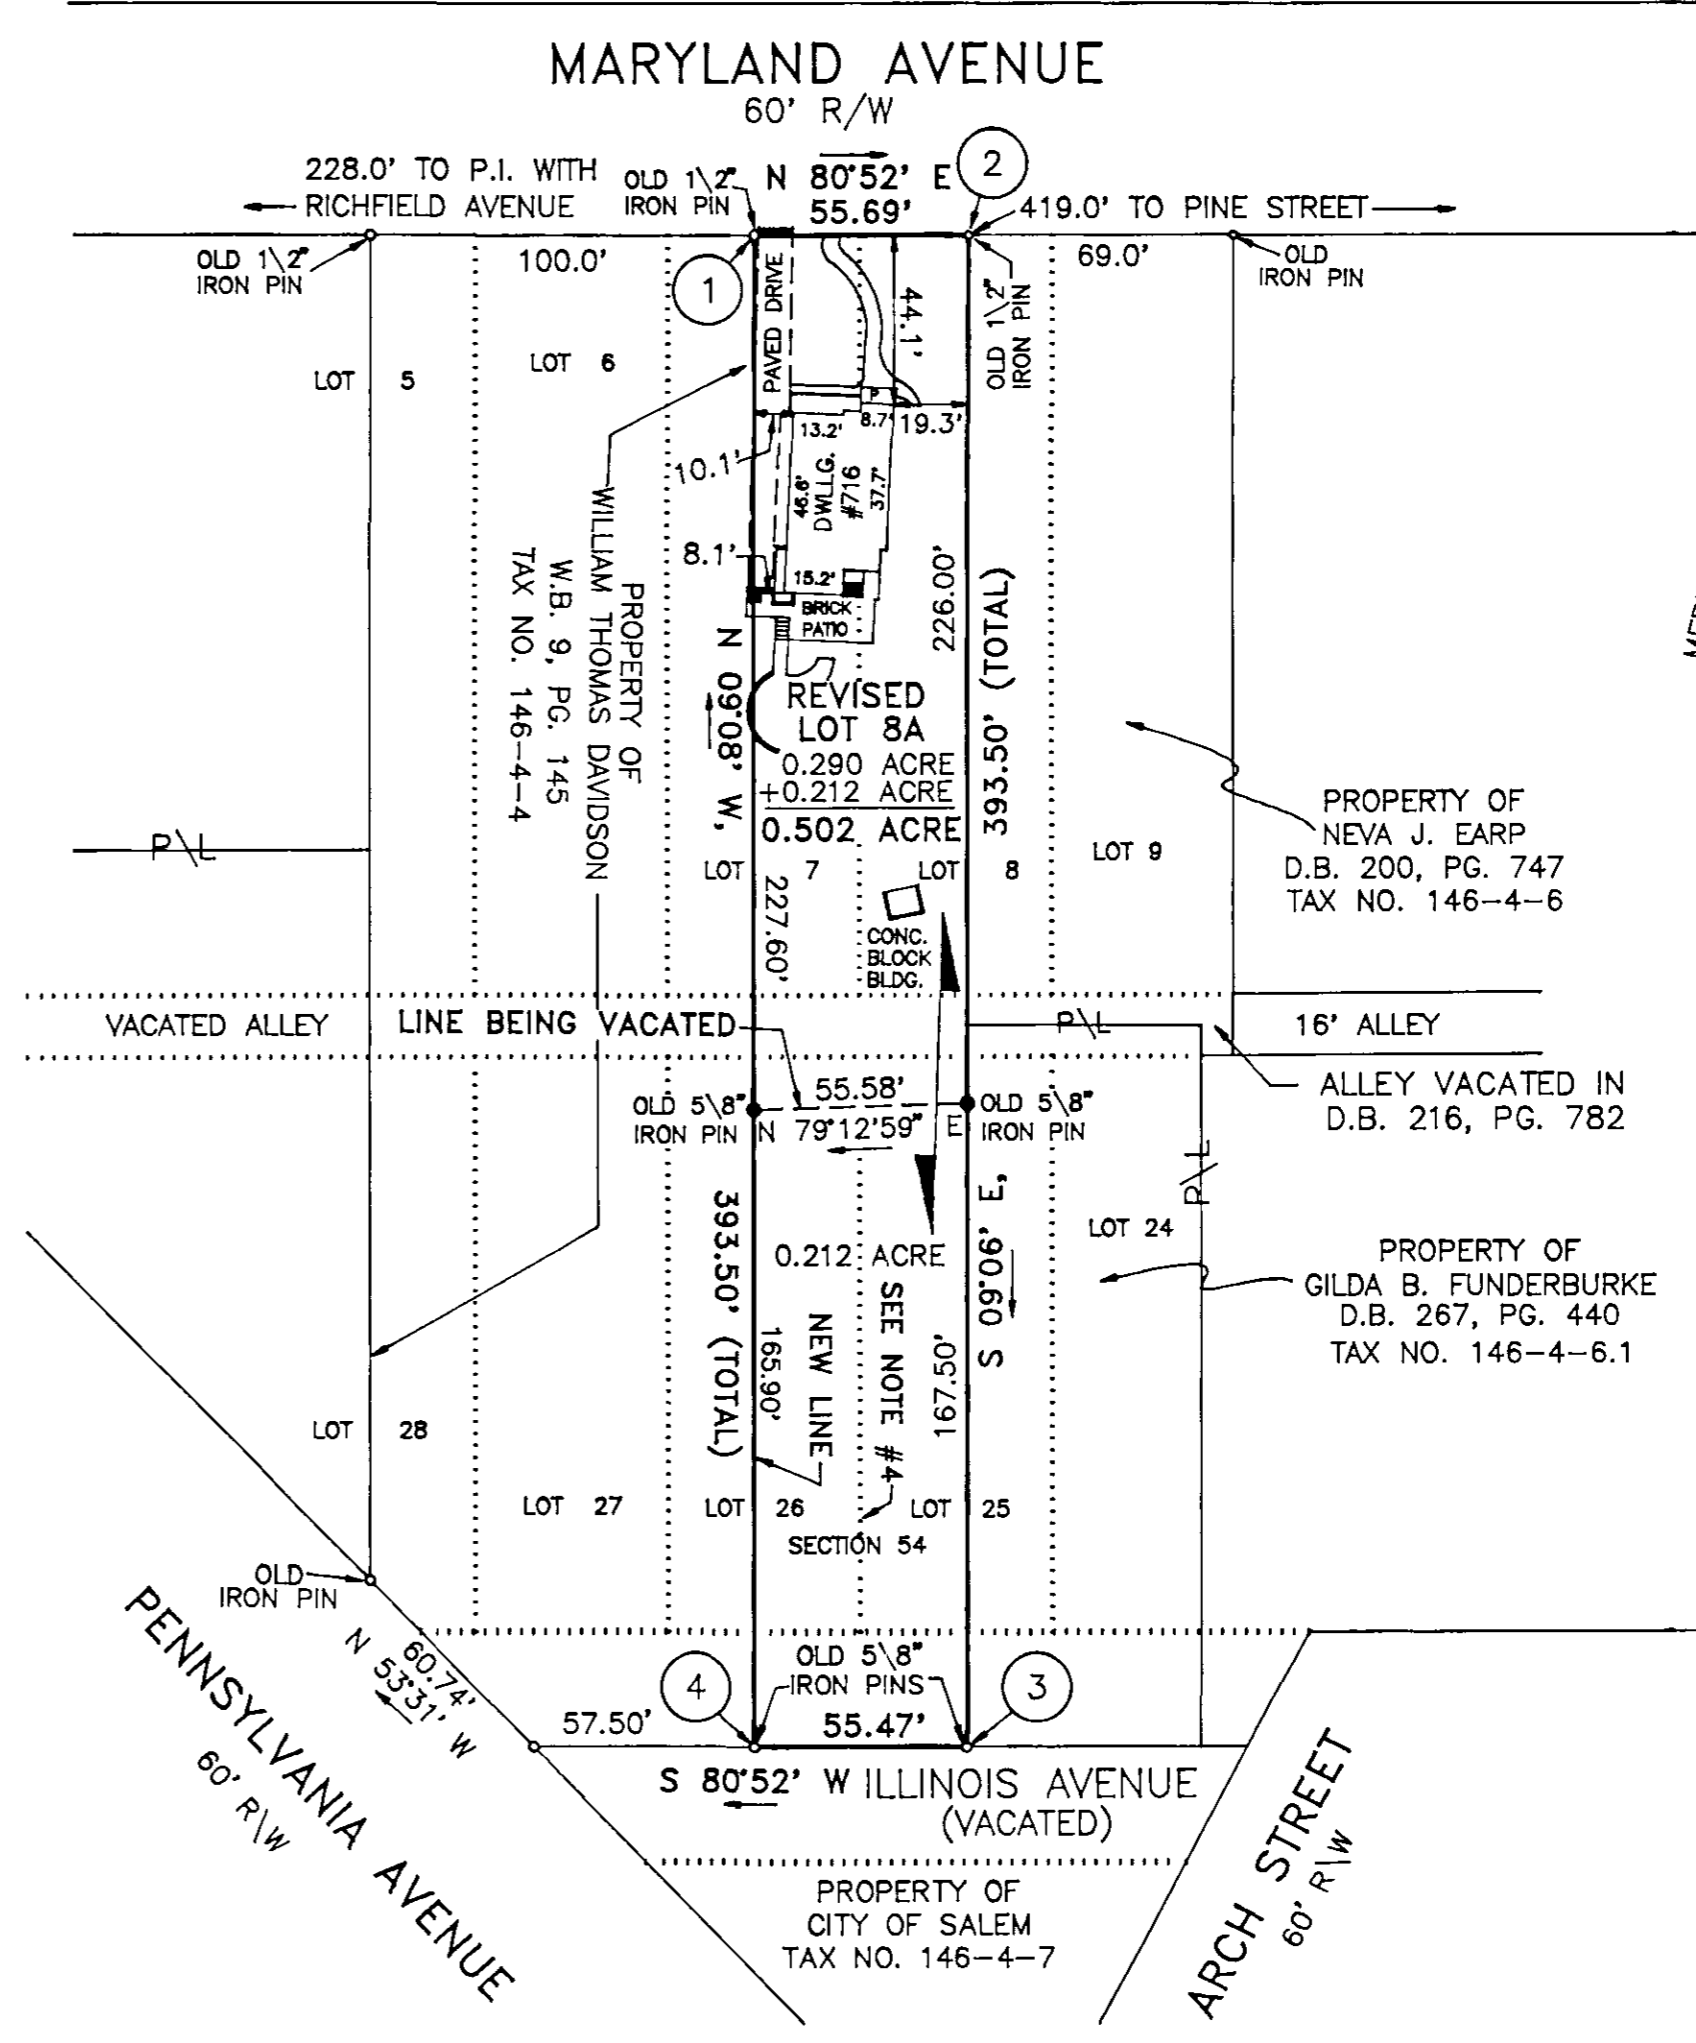 MARYLAND AVENUE
60' R/W
228.0' TO P.I. WITH
RICHFIELD AVENUE
OLD 1\2"
IRON PIN
N 80°52' E
55.69'
2
419.0' TO PINE STREET
OLD 1\2"
IRON PIN
100.0'
1
PAVED DRIVE
44.1'
OLD 1\2"
IRON PIN
69.0'
OLD
IRON PIN
LOT 5
LOT 6
P
13.2'
8.7'
19.3'
10.1'
46.6'
DWLLG.
#716
37.7'
8.1'
15.2'
BRICK
PATIO
226.00'
393.50' (TOTAL)
PROPERTY OF
WILLIAM THOMAS DAVIDSON
W.B. 9, PG. 145
TAX NO. 146-4-4
N 09°08' W,
REVISED
LOT 8A
0.290 ACRE
+0.212 ACRE
0.502 ACRE
P\L
LOT 7
LOT 8
LOT 9
PROPERTY OF
NEVA J. EARP
D.B. 200, PG. 747
TAX NO. 146-4-6
227.60'
CONC.
BLOCK
BLDG.
VACATED ALLEY
LINE BEING VACATED
P\L
16' ALLEY
ALLEY VACATED IN
D.B. 216, PG. 782
OLD 5\8"
IRON PIN
55.58'
N 79°12'59" E
OLD 5\8"
IRON PIN
P\L
393.50' (TOTAL)
S 09°06' E,
LOT 24
0.212 ACRE
PROPERTY OF
GILDA B. FUNDERBURKE
D.B. 267, PG. 440
TAX NO. 146-4-6.1
165.90'
NEW LINE
SEE NOTE #4
167.50'
LOT 28
LOT 27
LOT 26
LOT 25
SECTION 54
OLD
IRON PIN
60.74'
N 53°31' W
PENNSYLVANIA AVENUE
60' R\W
OLD 5\8"
IRON PINS
4
3
57.50'
55.47'
S 80°52' W
ILLINOIS AVENUE
(VACATED)
ARCH STREET
60' R\W
PROPERTY OF
CITY OF SALEM
TAX NO. 146-4-7